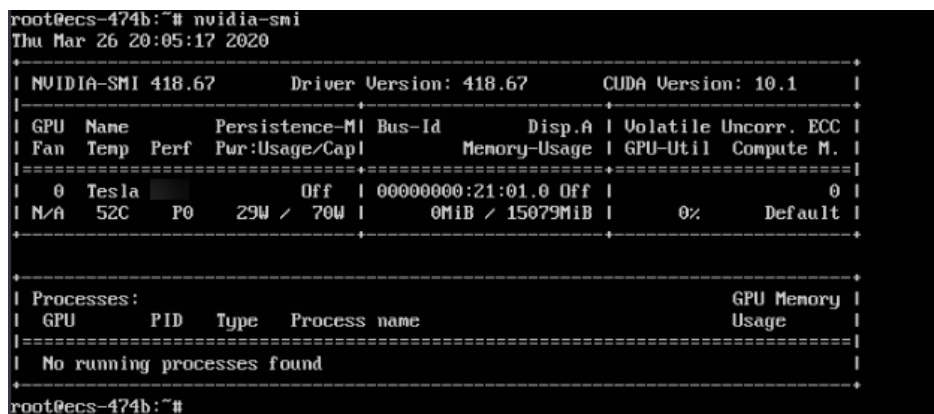 root@ecs-474b:~# nvidia-smi
Thu Mar 26 20:05:17 2020
+-----------------------------------------------------------------------------+
| NVIDIA-SMI 418.67       Driver Version: 418.67       CUDA Version: 10.1     |
|-------------------------------+----------------------+----------------------+
| GPU  Name        Persistence-M| Bus-Id        Disp.A | Volatile Uncorr. ECC |
| Fan  Temp  Perf  Pwr:Usage/Cap|         Memory-Usage | GPU-Util  Compute M. |
|===============================+======================+======================|
|   0  Tesla               Off  | 00000000:21:01.0 Off |                    0 |
| N/A   52C    P0    29W /  70W |      0MiB / 15079MiB |      0%      Default |
+-------------------------------+----------------------+----------------------+
+-----------------------------------------------------------------------------+
| Processes:                                                       GPU Memory |
|  GPU       PID   Type   Process name                             Usage      |
|=============================================================================|
|  No running processes found                                                 |
+-----------------------------------------------------------------------------+
root@ecs-474b:~#